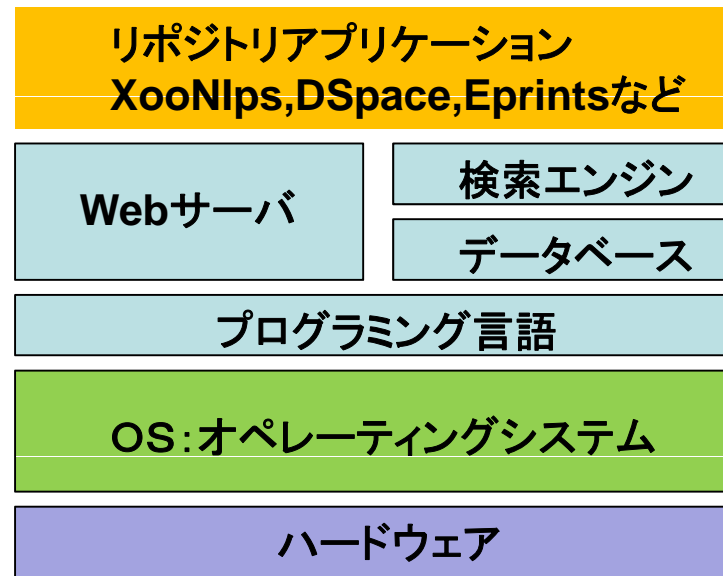 リポジトリアプリケーション
XooNIps,DSpace,Eprintsなど
Webサーバ
検索エンジン
データベース
プログラミング言語
OS:オペレーティングシステム
ハードウェア